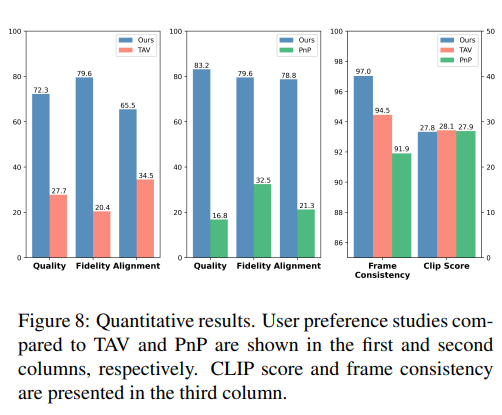 100
80
60
40
20
0
72.3
27.7
79.6
20.4
65.5
34.5
Ours
TAV
Quality Fidelity Alignment
100
80
60
40
20
0
83.2
16.8
79.6
32.5
78.8
21.3
Ours
PnP
Quality Fidelity Alignment
100
98
96
94
92
90
88
86
97.0
94.5
91.9
27.8
28.1
27.9
Ours
TAV
PnP
50
40
30
20
10
0
Frame
Consistency
Clip Score
Figure 8: Quantitative results. User preference studies com-
pared to TAV and PnP are shown in the first and second
columns, respectively. CLIP score and frame consistency
are presented in the third column.